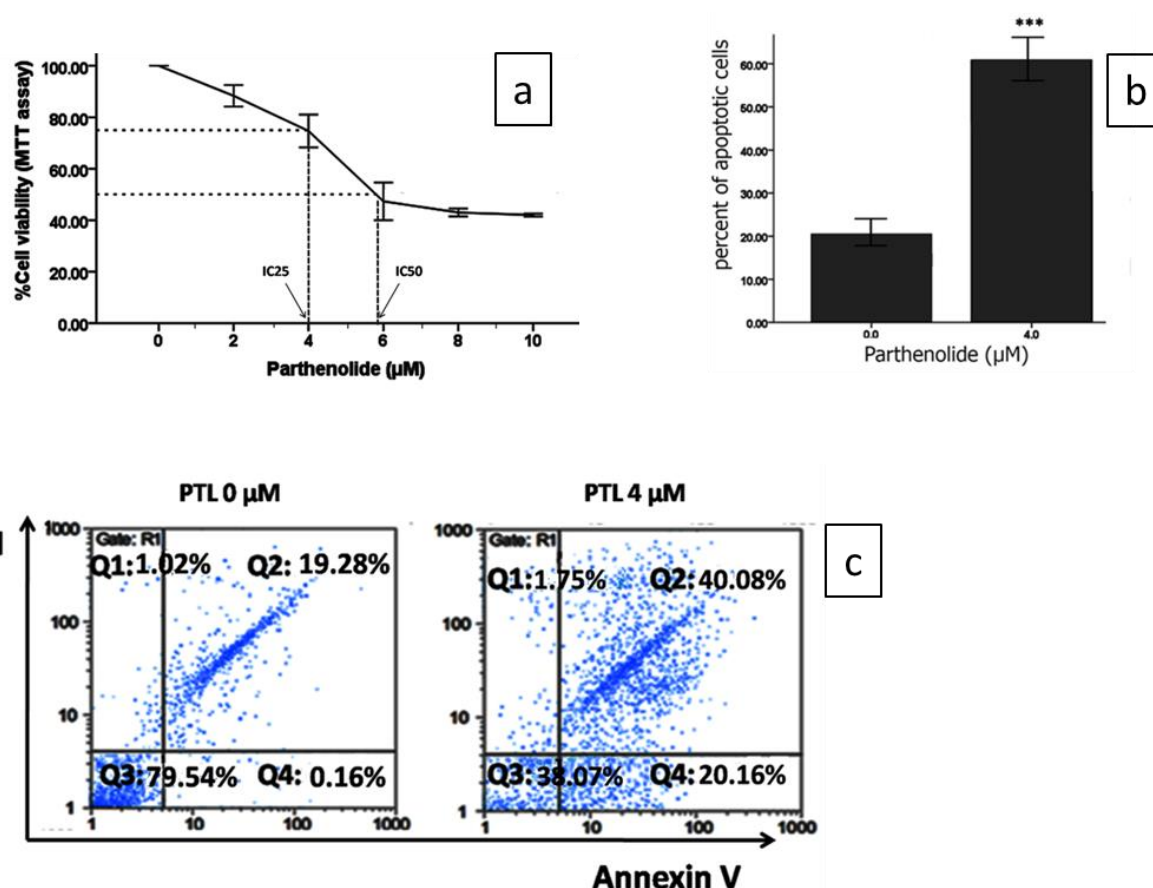 %Cell viability (MTT assay)
100.00
80.00
60.00
40.00
20.00
0.00
IC25
IC50
0 2 4 6 8 10
Parthenolide (µM)
a
percent of apoptotic cells
60.00
50.00
40.00
30.00
20.00
10.00
0.00
***
0.0 4.0
Parthenolide (µM)
b
PTL 0 µM
1000
100
10
1
Gate: R1
Q1:1.02% Q2: 19.28%
Q3:79.54% Q4: 0.16%
1 10 100 1000
PTL 4 µM
1000
100
10
1
Gate: R1
Q1:1.75% Q2:40.08%
Q3:38.07% Q4:20.16%
1 10 100 1000
c
Annexin V